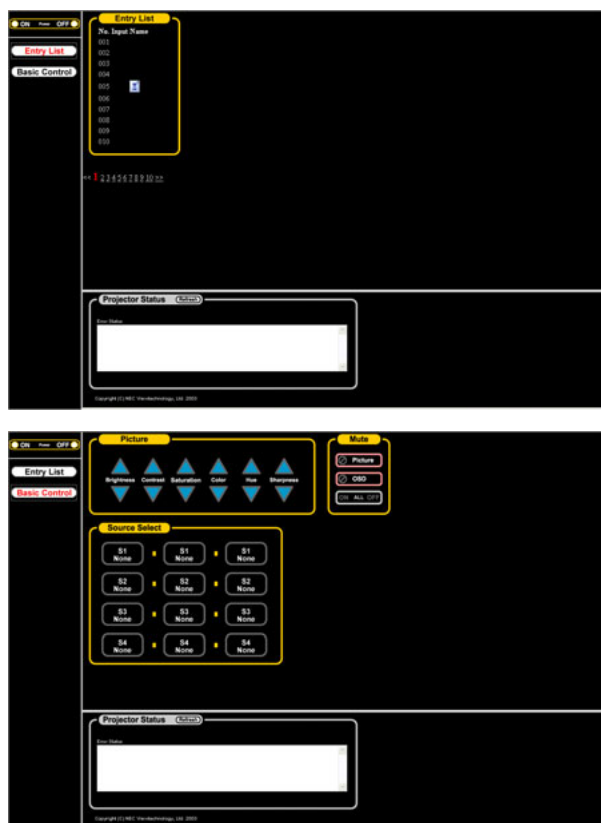 ON Power OFF
Entry List
Basic Control
Entry List
No. Input Name
001
002
003
004
005
006
007
008
009
010
<< 1 2 3 4 5 6 7 8 9 10 >>
Projector Status Refresh
Error Status
Copyright (C) NEC Viewtechnology, Ltd. 2003
ON Power OFF
Entry List
Basic Control
Picture
Brightness Contrast Saturation Color Hue Sharpness
Mute
Picture
OSD
ON ALL OFF
Source Select
S1 S1 S1
None None None
S2 S2 S2
None None None
S3 S3 S3
None None None
S4 S4 S4
None None None
Projector Status Refresh
Error Status
Copyright (C) NEC Viewtechnology, Ltd. 2003